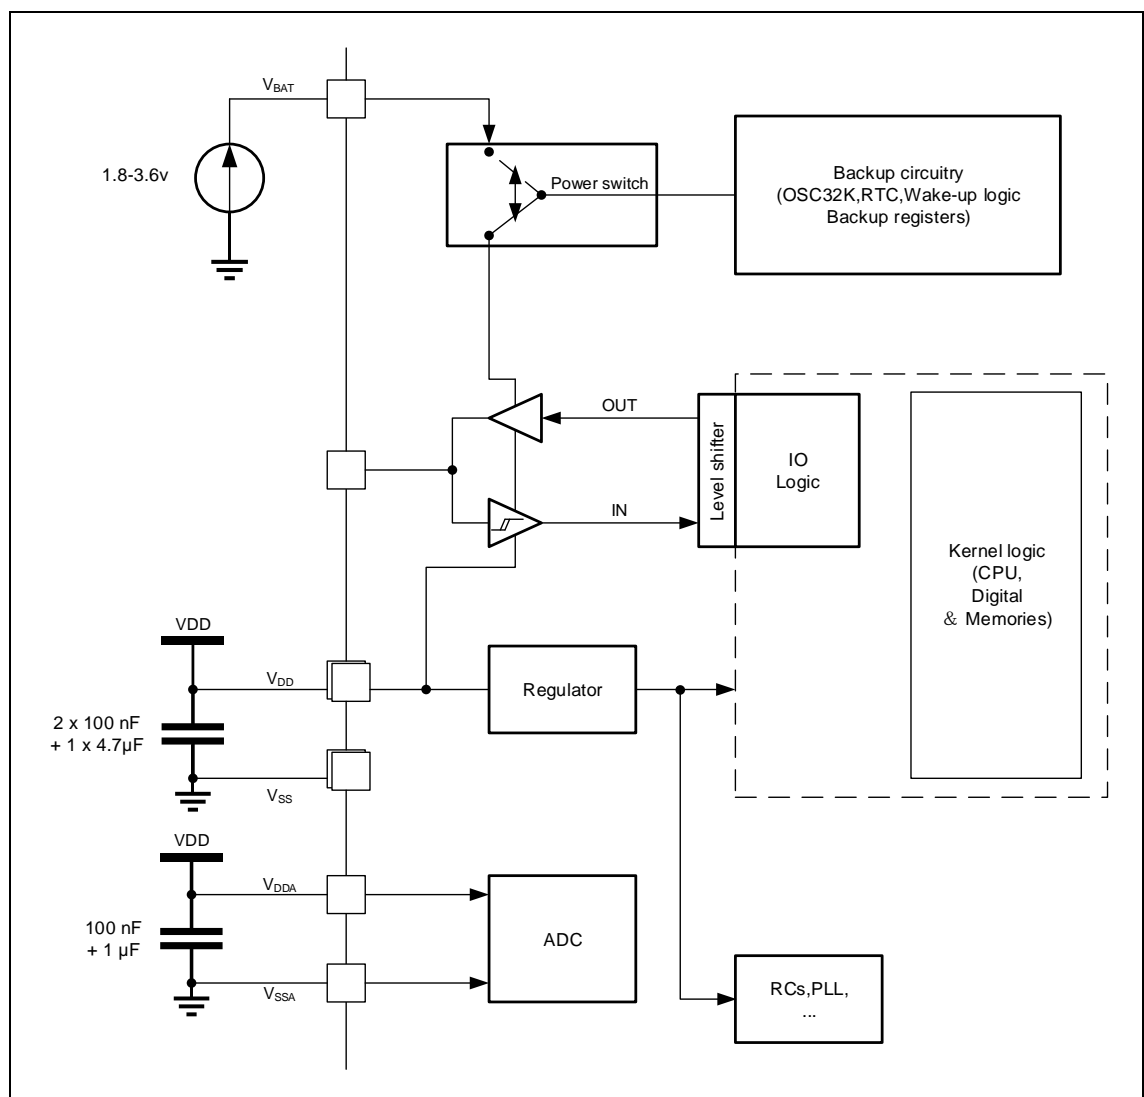 VBAT
1.8-3.6v
Power switch
Backup circuitry
(OSC32K,RTC,Wake-up logic
Backup registers)
OUT
Level shifter
IO
Logic
IN
Kernel logic
(CPU,
Digital
& Memories)
VDD
VDD
Regulator
2 x 100 nF
+ 1 x 4.7µF
VSS
VDD
VDDA
100 nF
+ 1 µF
ADC
VSSA
RCs,PLL,
...